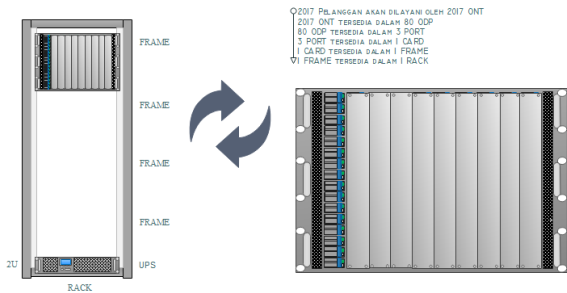 2017 PELANGGAN AKAN DILAYANI OLEH 2017 ONT
2017 ONT TERSEDIA DALAM 80 ODP
80 ODP TERSEDIA DALAM 3 PORT
3 PORT TERSEDIA DALAM 1 CARD
1 CARD TERSEDIA DALAM 1 FRAME
1 FRAME TERSEDIA DALAM 1 RACK
FRAME
FRAME
FRAME
FRAME
2U
UPS
RACK